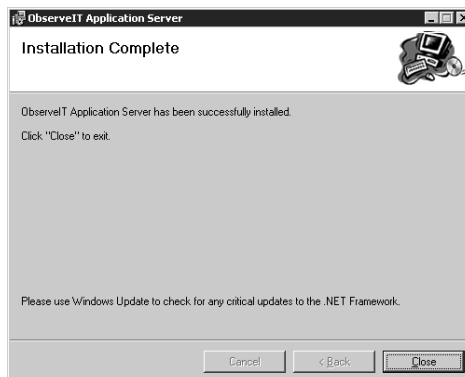 ObserveIT Application Server
Installation Complete
ObserveIT Application Server has been successfully installed.
Click "Close" to exit.
Please use Windows Update to check for any critical updates to the .NET Framework.
Cancel
< Back
Close